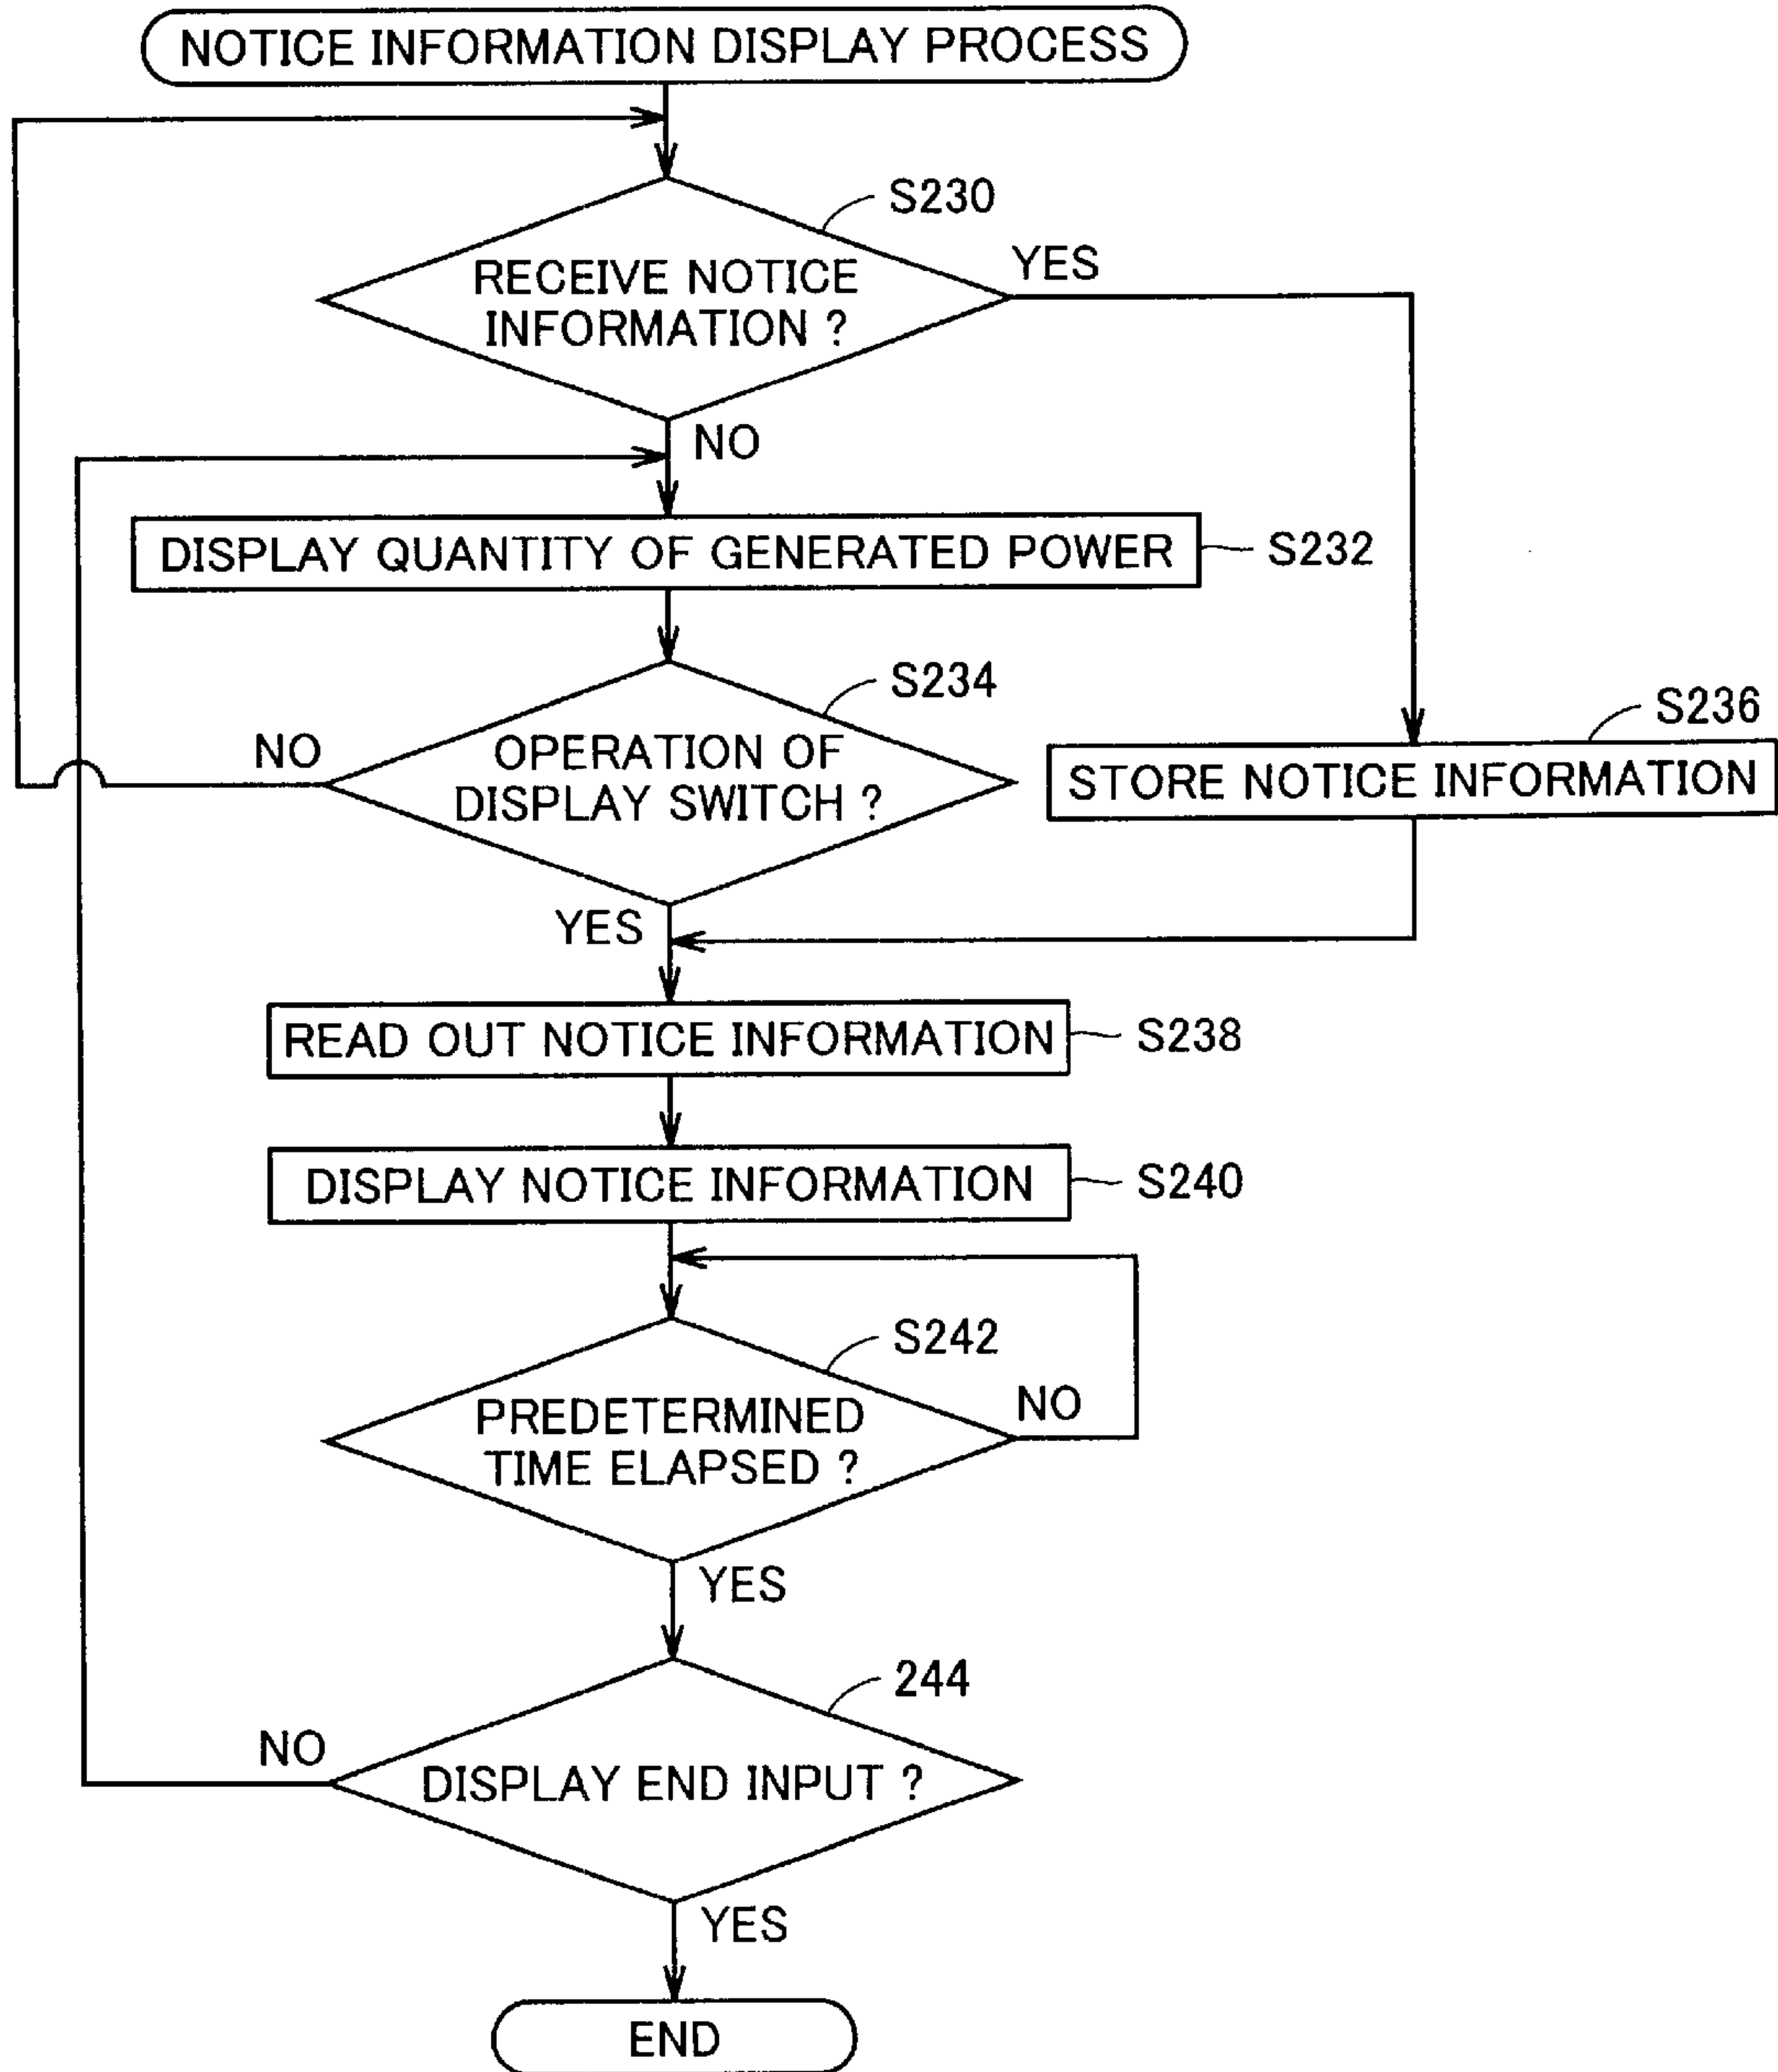 NOTICE INFORMATION DISPLAY PROCESS
S230
YES
RECEIVE NOTICE
INFORMATION ?
NO
DISPLAY QUANTITY OF GENERATED POWER
S232
S234
S236
NO
OPERATION OF
DISPLAY SWITCH ?
STORE NOTICE INFORMATION
YES
READ OUT NOTICE INFORMATION
S238
DISPLAY NOTICE INFORMATION
S240
S242
NO
PREDETERMINED
TIME ELAPSED ?
YES
244
NO
DISPLAY END INPUT ?
YES
END